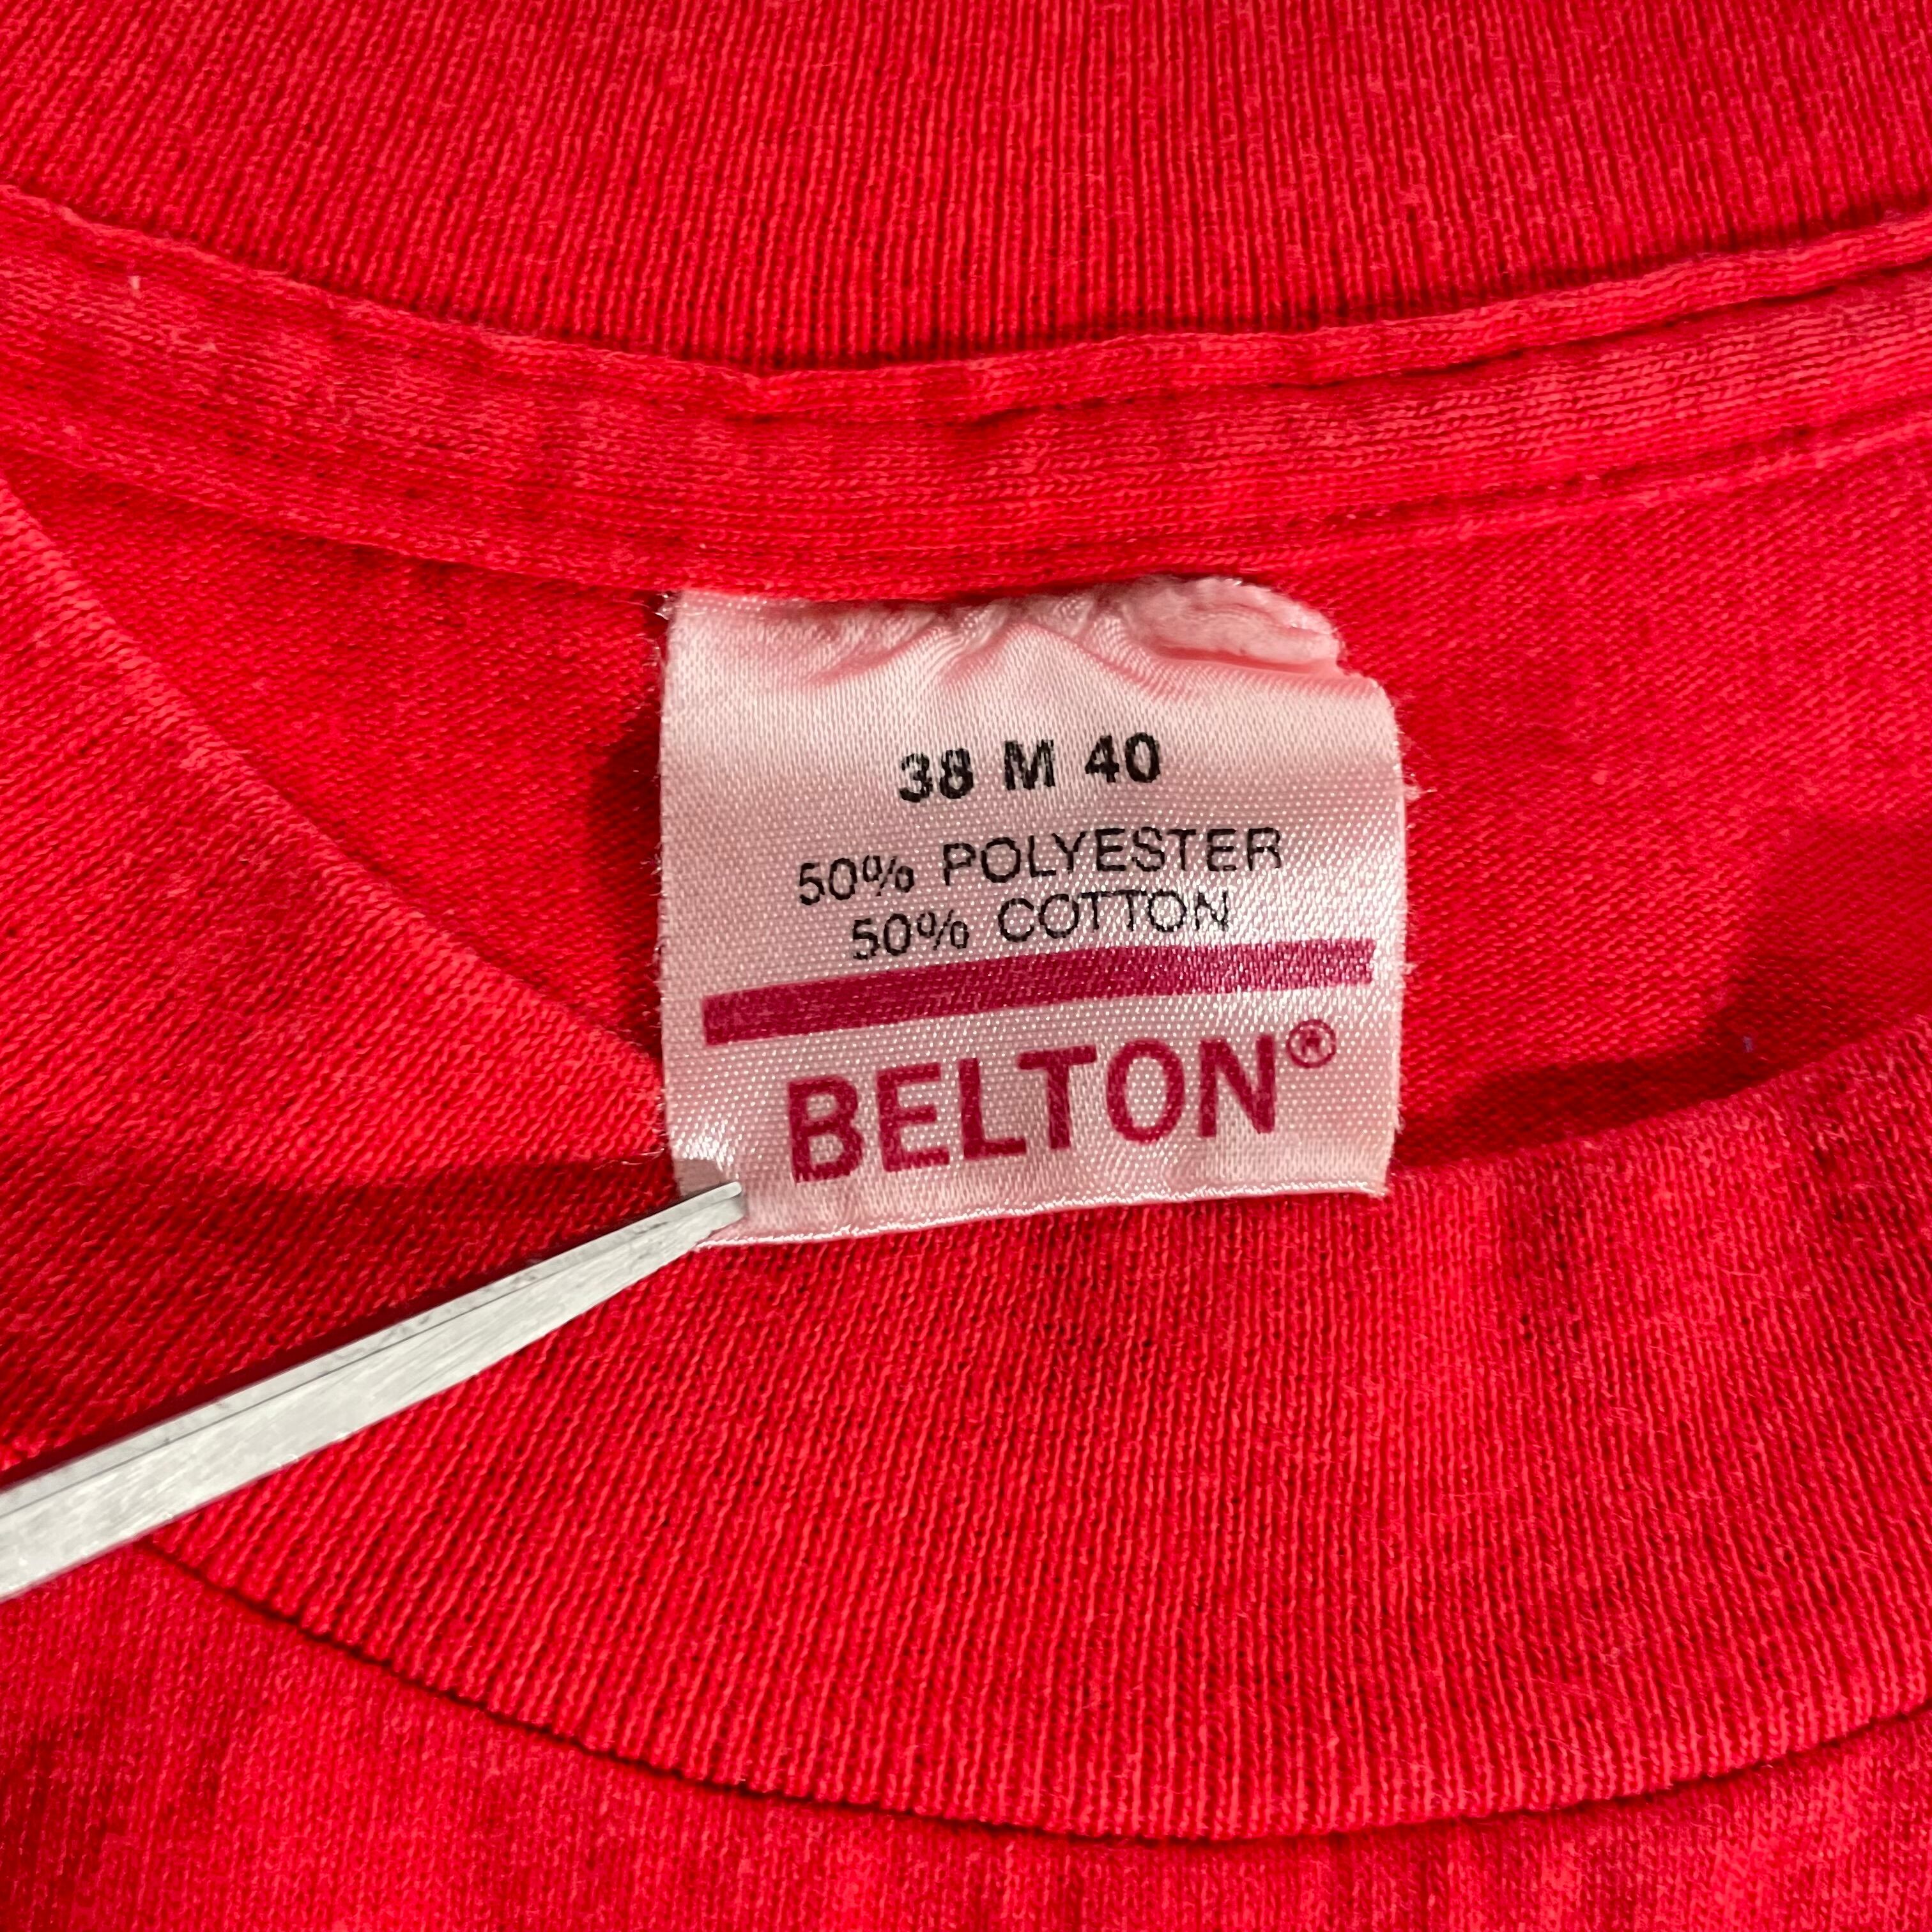 38 M 40
50% POLYESTER
50% COTTON
BELTON®